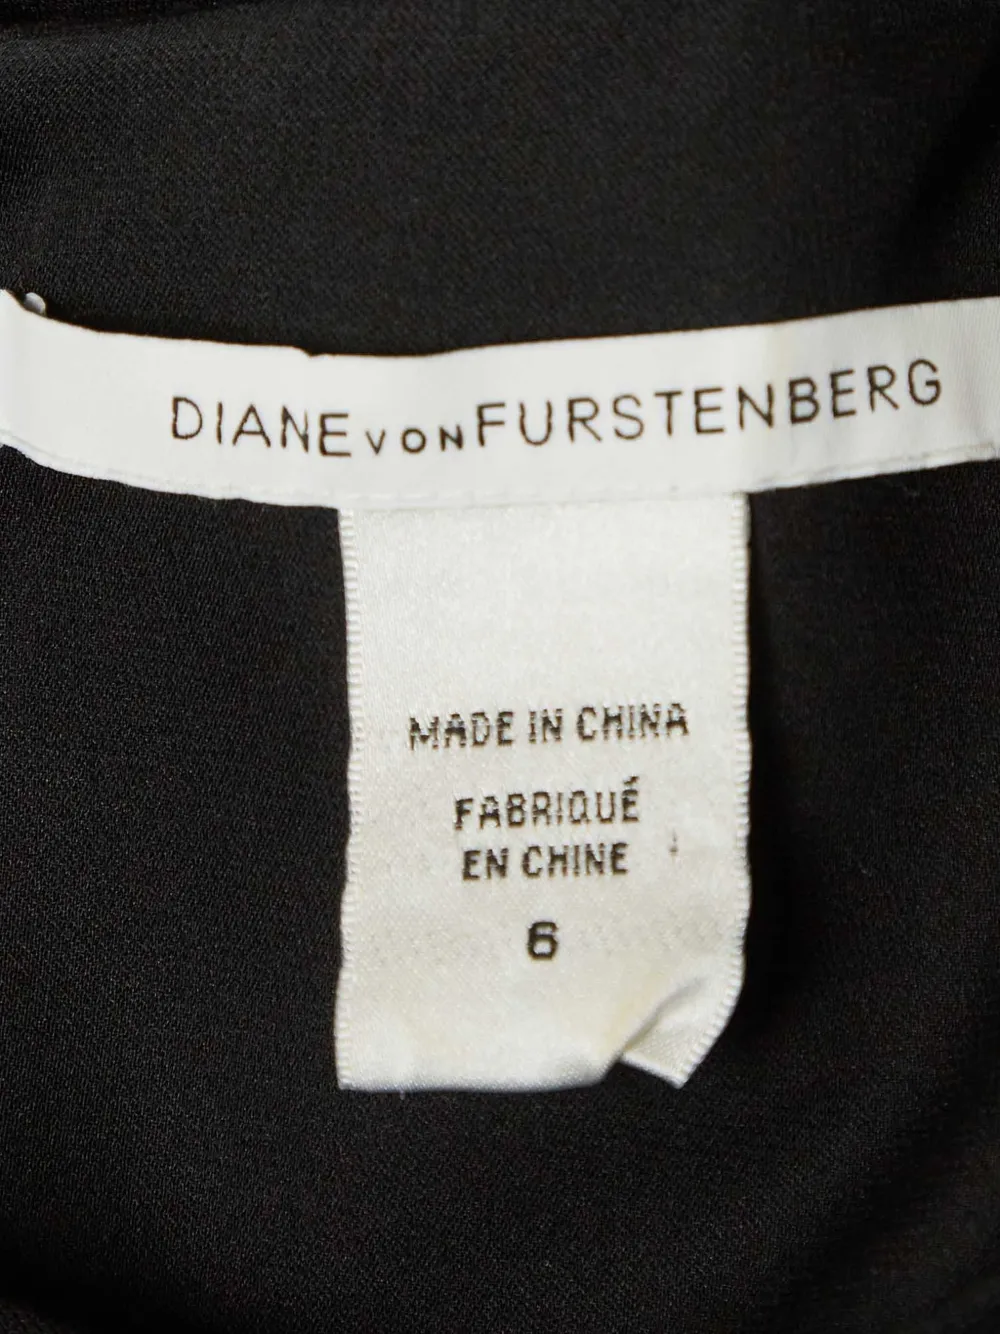 DIANE VON FURSTENBERG
MADE IN CHINA
FABRIQUÉ
EN CHINE
6